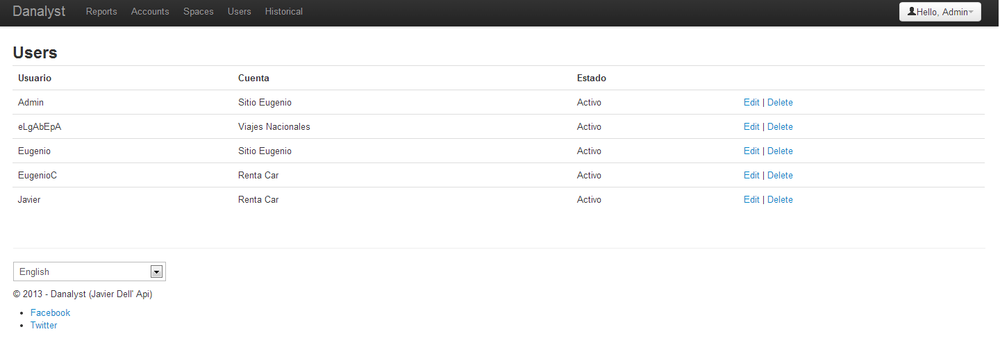 Danalyst Reports Accounts Spaces Users Historical Hello, Admin
Users
Usuario Cuenta Estado
Admin Sitio Eugenio Activo Edit | Delete
eLgAbEpA Viajes Nacionales Activo Edit | Delete
Eugenio Sitio Eugenio Activo Edit | Delete
EugenioC Renta Car Activo Edit | Delete
Javier Renta Car Activo Edit | Delete
English
© 2013 - Danalyst (Javier Dell' Api)
Facebook
Twitter